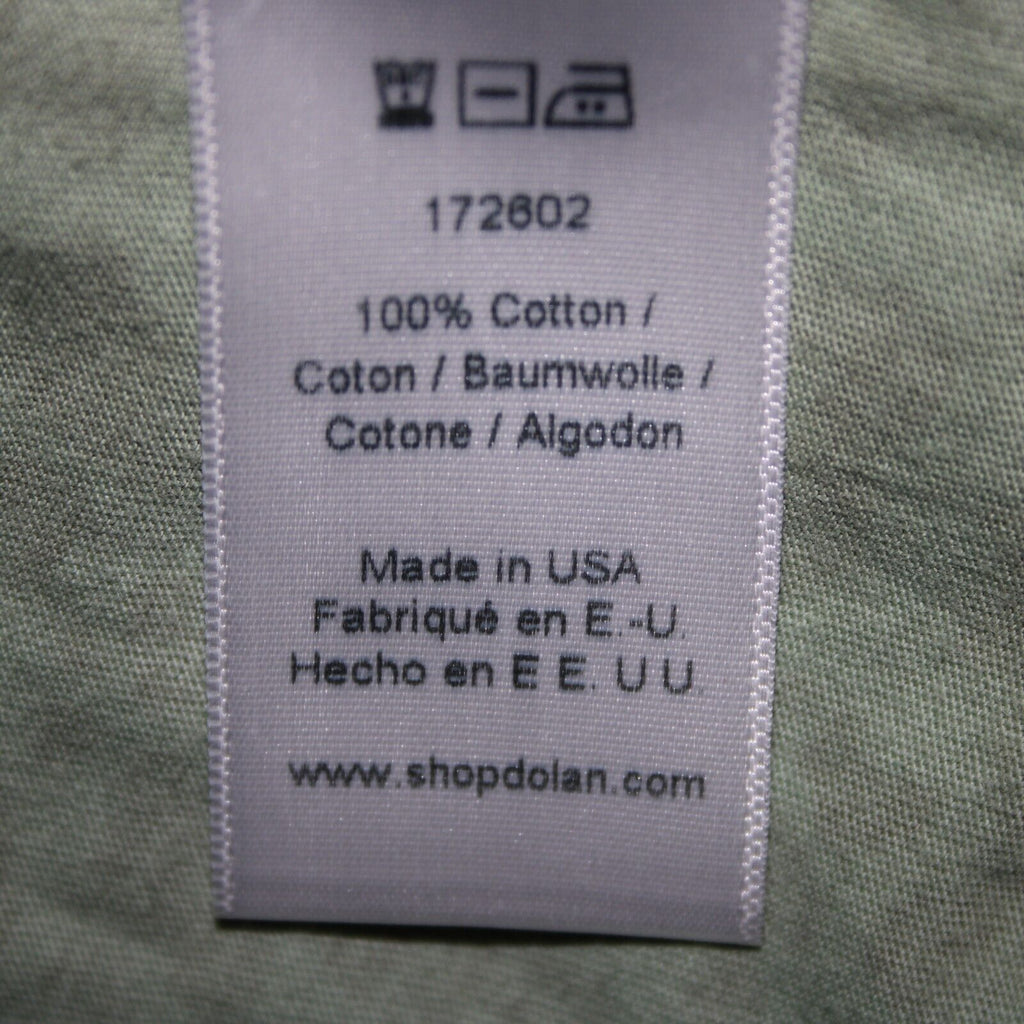 172602
100% Cotton /
Coton / Baumwolle /
Cotone / Algodon
Made in USA
Fabriqué en E.-U.
Hecho en E E. U U.
www.shopdolan.com